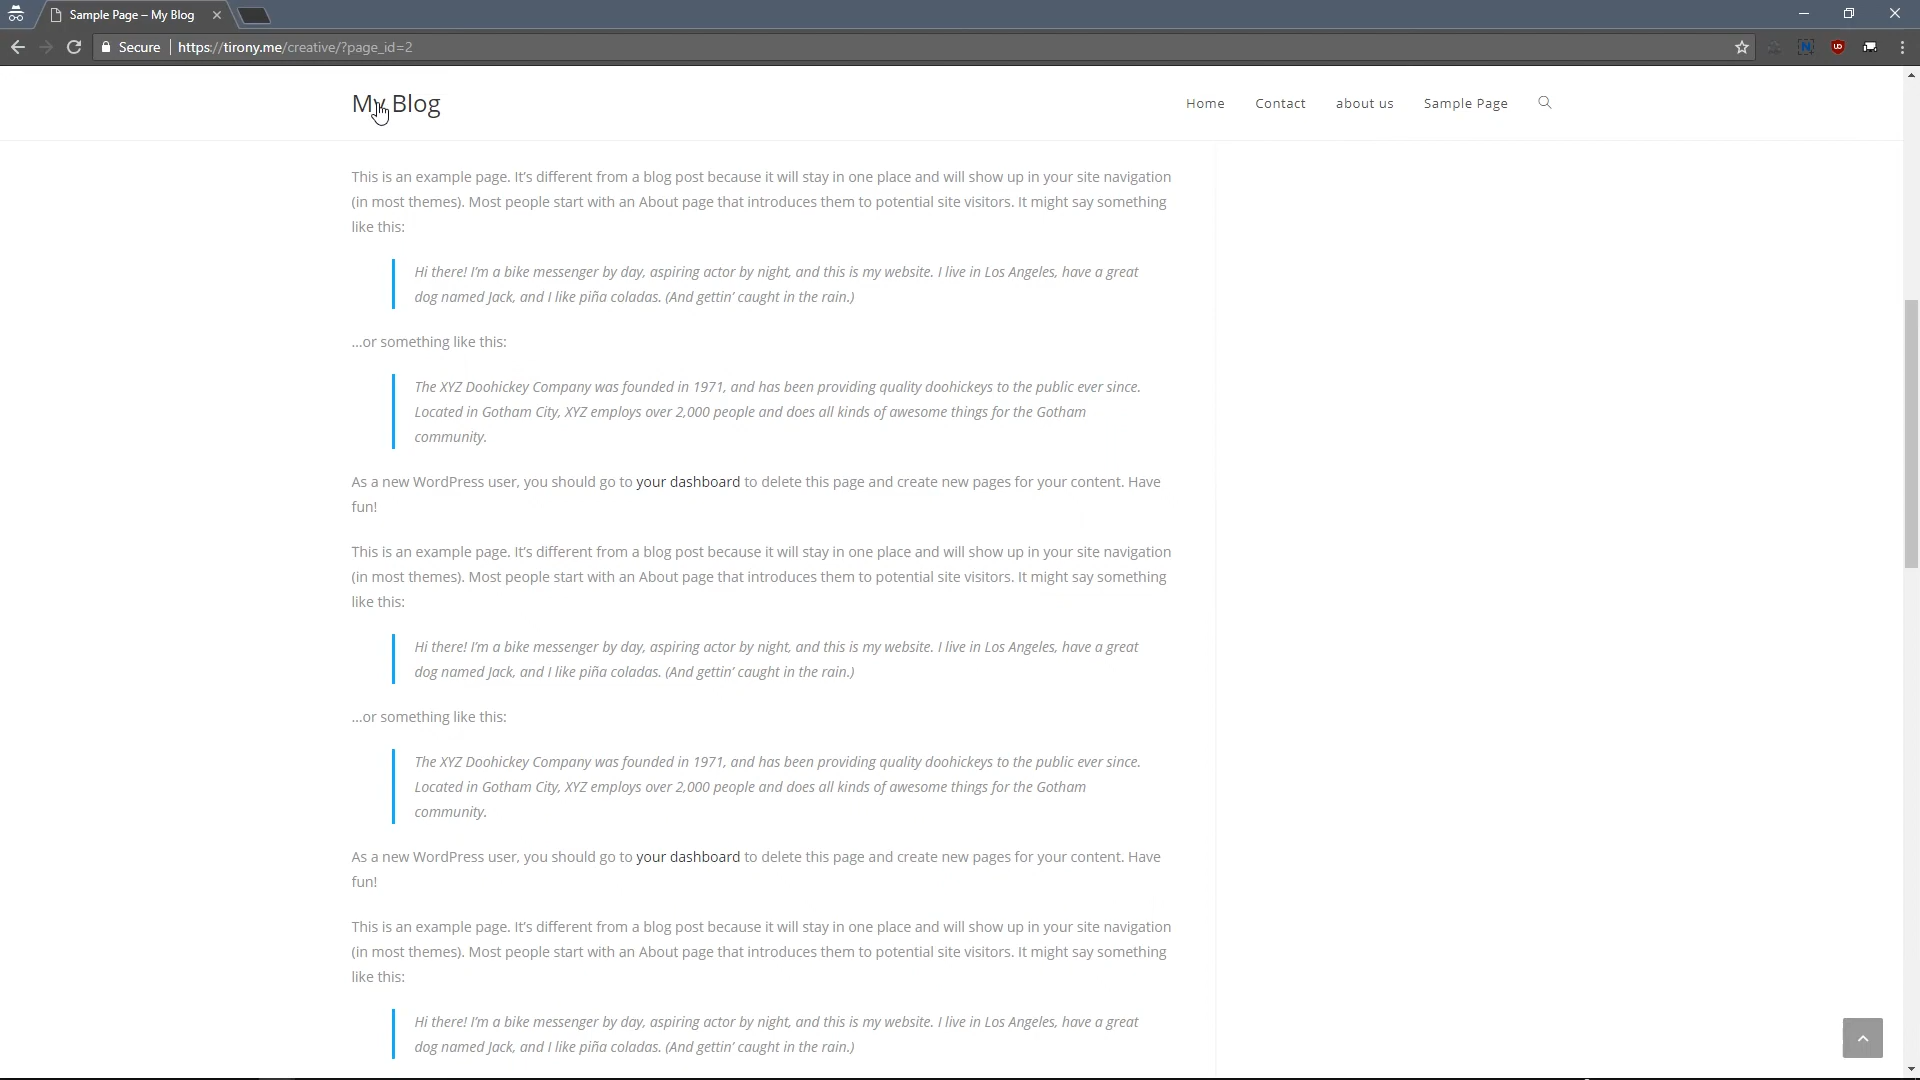 Sample Page – My Blog
Secure
https://tirony.me/creative/?page_id=2
My Blog
Home
Contact
about us
Sample Page
This is an example page. It’s different from a blog post because it will stay in one place and will show up in your site navigation
(in most themes). Most people start with an About page that introduces them to potential site visitors. It might say something
like this:
Hi there! I’m a bike messenger by day, aspiring actor by night, and this is my website. I live in Los Angeles, have a great
dog named Jack, and I like piña coladas. (And gettin’ caught in the rain.)
…or something like this:
The XYZ Doohickey Company was founded in 1971, and has been providing quality doohickeys to the public ever since.
Located in Gotham City, XYZ employs over 2,000 people and does all kinds of awesome things for the Gotham
community.
As a new WordPress user, you should go to your dashboard to delete this page and create new pages for your content. Have
fun!
This is an example page. It’s different from a blog post because it will stay in one place and will show up in your site navigation
(in most themes). Most people start with an About page that introduces them to potential site visitors. It might say something
like this:
Hi there! I’m a bike messenger by day, aspiring actor by night, and this is my website. I live in Los Angeles, have a great
dog named Jack, and I like piña coladas. (And gettin’ caught in the rain.)
…or something like this:
The XYZ Doohickey Company was founded in 1971, and has been providing quality doohickeys to the public ever since.
Located in Gotham City, XYZ employs over 2,000 people and does all kinds of awesome things for the Gotham
community.
As a new WordPress user, you should go to your dashboard to delete this page and create new pages for your content. Have
fun!
This is an example page. It’s different from a blog post because it will stay in one place and will show up in your site navigation
(in most themes). Most people start with an About page that introduces them to potential site visitors. It might say something
like this:
Hi there! I’m a bike messenger by day, aspiring actor by night, and this is my website. I live in Los Angeles, have a great
dog named Jack, and I like piña coladas. (And gettin’ caught in the rain.)